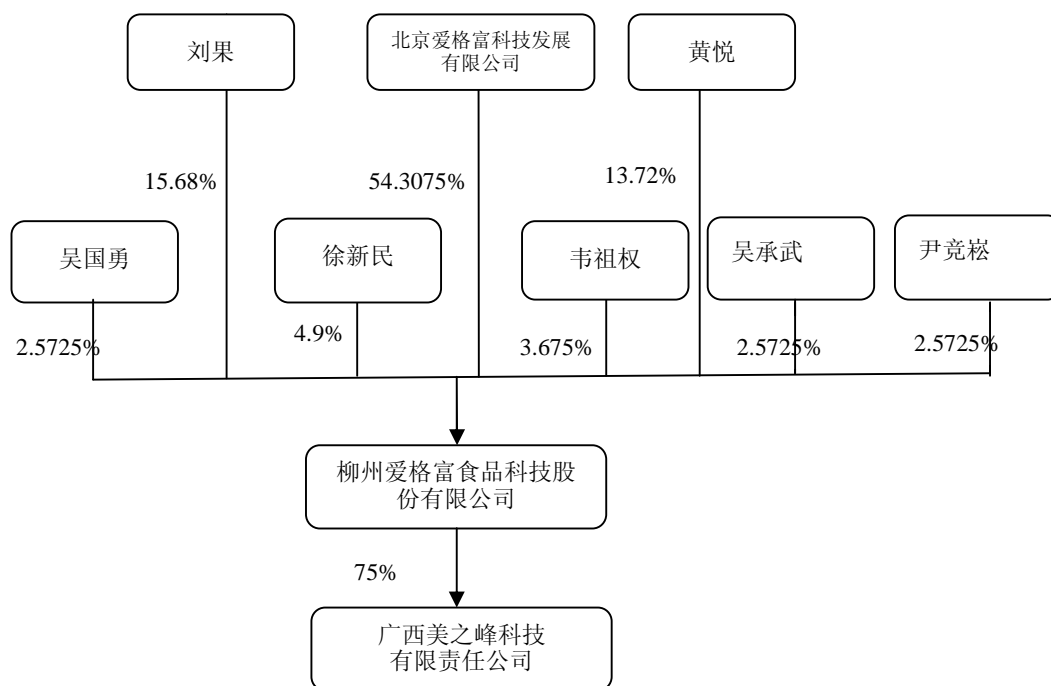 刘果
北京爱格富科技发展
有限公司
黄悦
15.68%
54.3075%
13.72%
吴国勇
徐新民
韦祖权
吴承武
尹竞崧
2.5725%
4.9%
3.675%
2.5725%
2.5725%
柳州爱格富食品科技股
份有限公司
75%
广西美之峰科技
有限责任公司